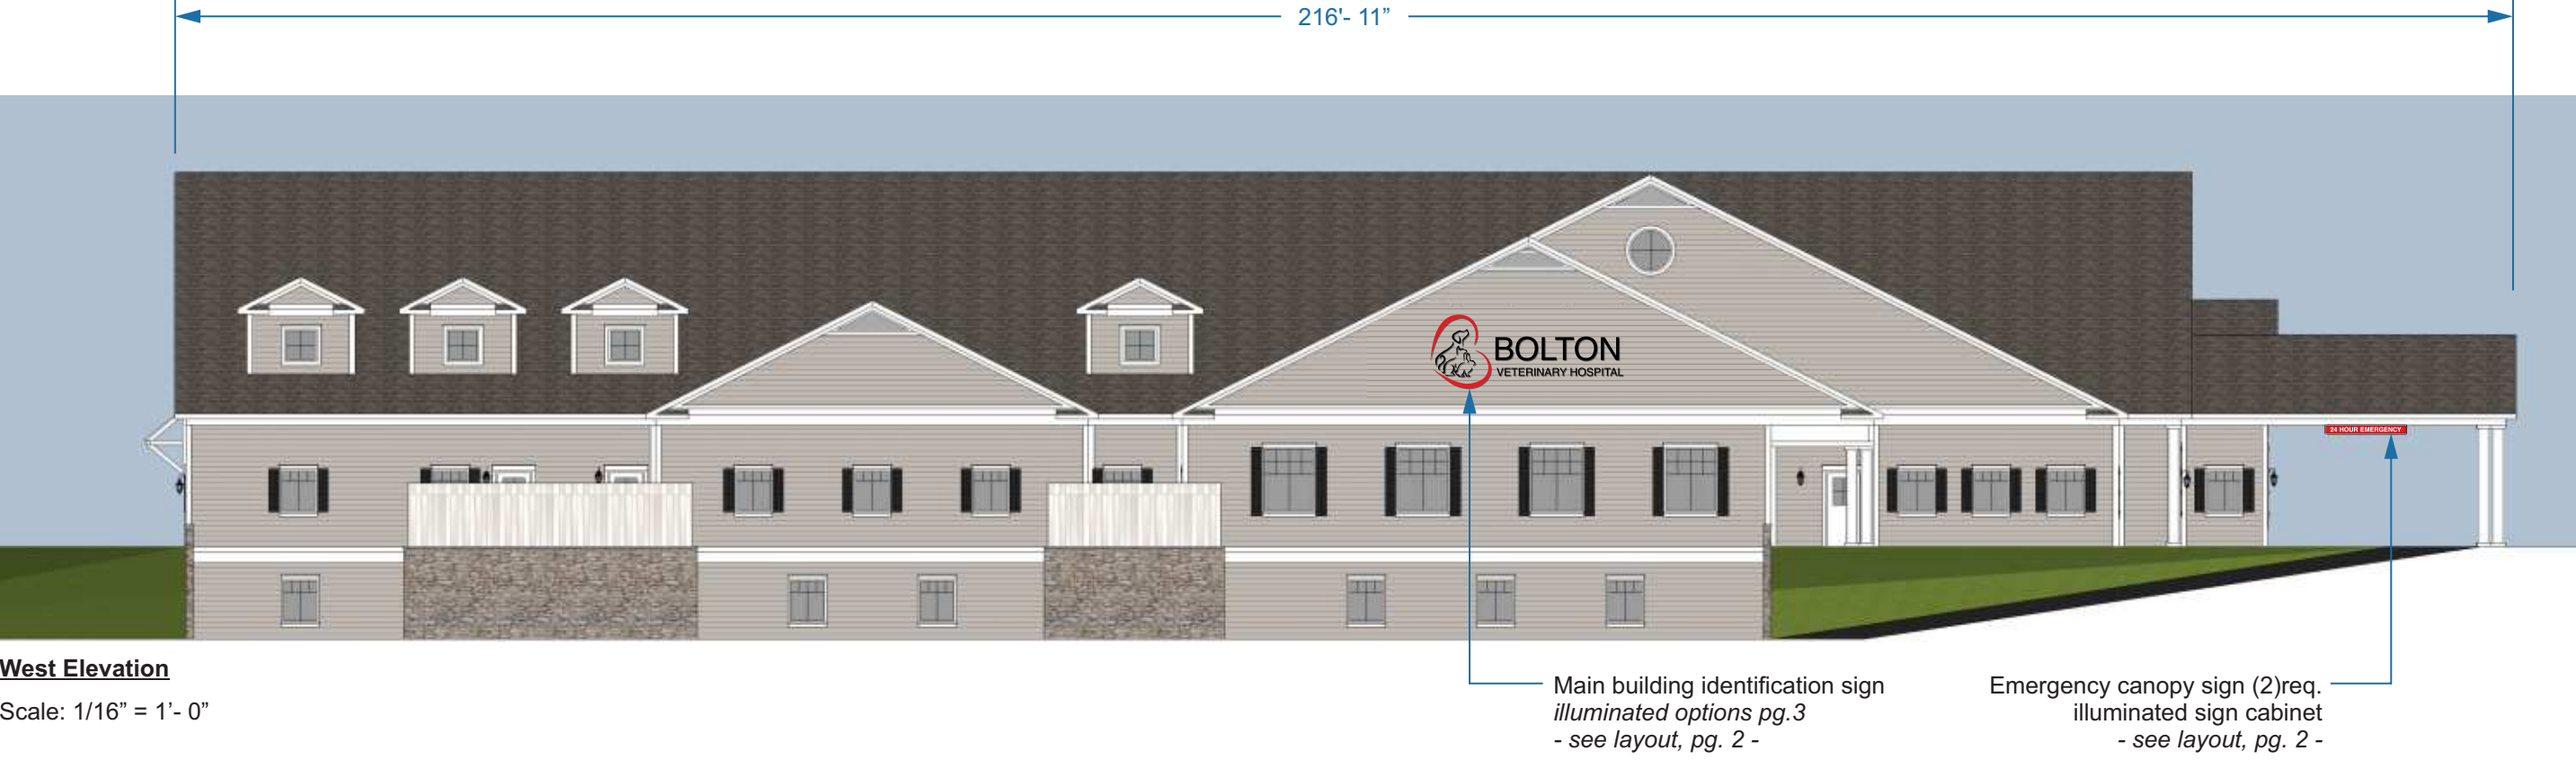 216'- 11”
BOLTON
VETERINARY HOSPITAL
24 HOUR EMERGENCY
West Elevation
Scale: 1/16” = 1’- 0”
Main building identification sign
illuminated options pg.3
- see layout, pg. 2 -
Emergency canopy sign (2)req.
illuminated sign cabinet
- see layout, pg. 2 -